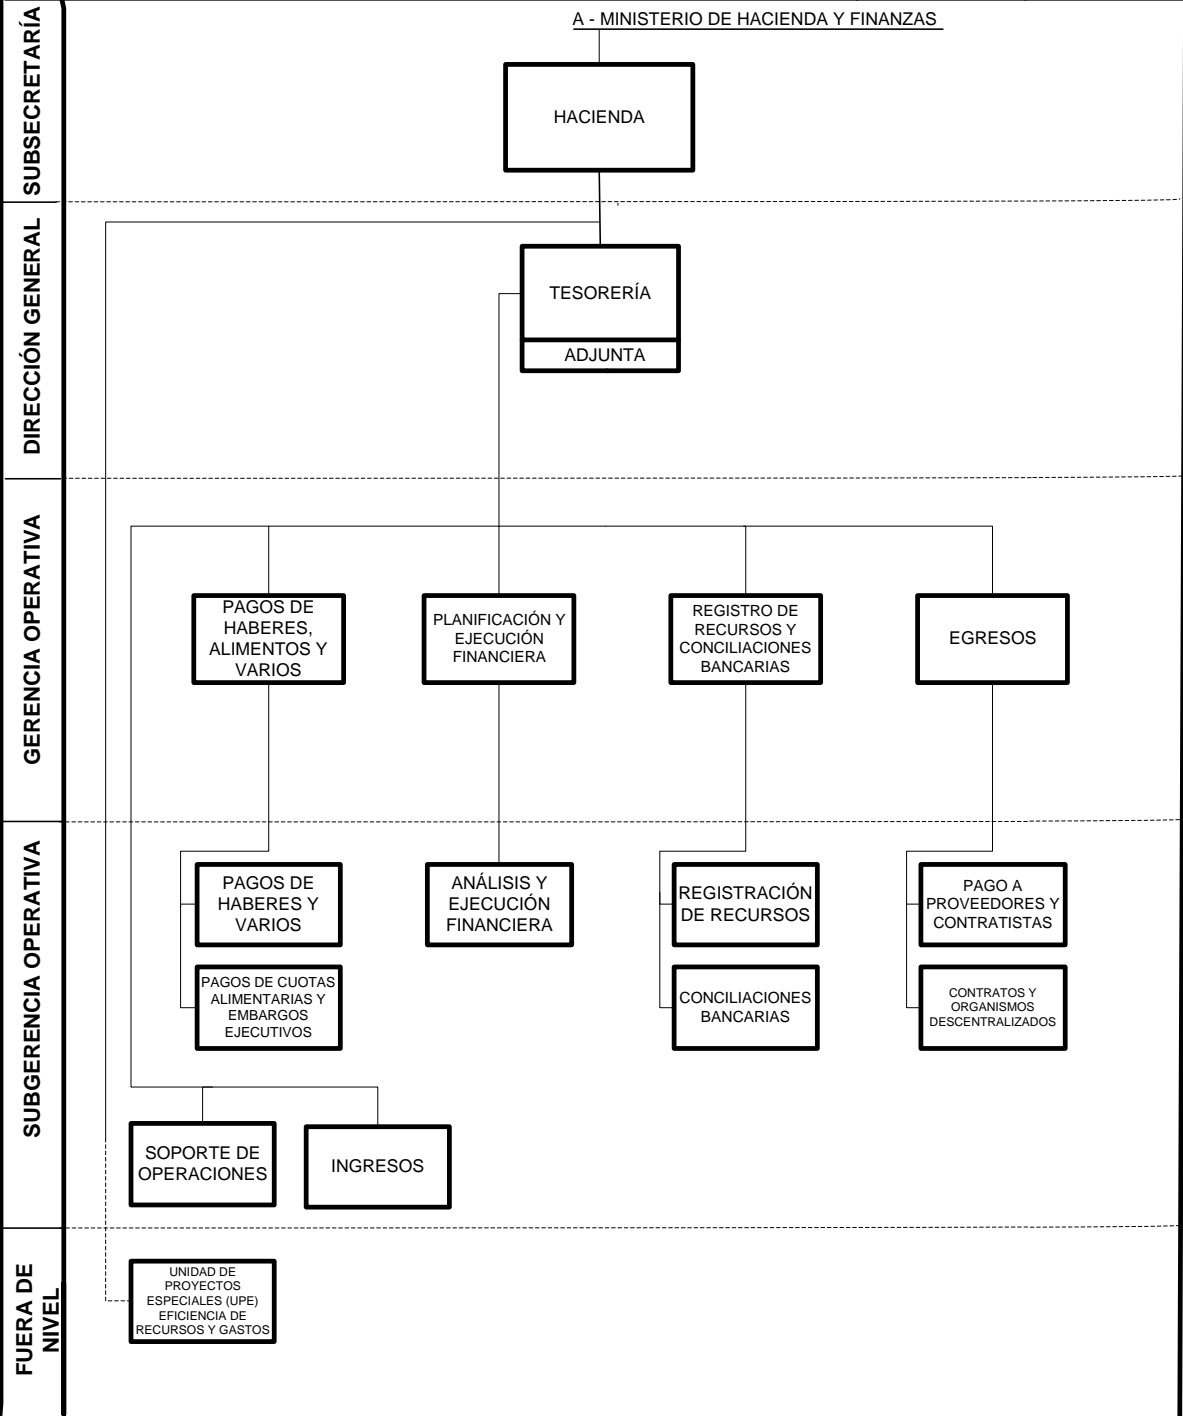 A - MINISTERIO DE HACIENDA Y FINANZAS
SUBSECRETARÍA
HACIENDA
DIRECCIÓN GENERAL
TESORERÍA
ADJUNTA
GERENCIA OPERATIVA
PAGOS DE
HABERES,
ALIMENTOS Y
VARIOS
PLANIFICACIÓN Y
EJECUCIÓN
FINANCIERA
REGISTRO DE
RECURSOS Y
CONCILIACIONES
BANCARIAS
EGRESOS
SUBGERENCIA OPERATIVA
PAGOS DE
HABERES Y
VARIOS
ANÁLISIS Y
EJECUCIÓN
FINANCIERA
REGISTRACIÓN
DE RECURSOS
PAGO A
PROVEEDORES Y
CONTRATISTAS
PAGOS DE CUOTAS
ALIMENTARIAS Y
EMBARGOS
EJECUTIVOS
CONCILIACIONES
BANCARIAS
CONTRATOS Y
ORGANISMOS
DESCENTRALIZADOS
SOPORTE DE
OPERACIONES
INGRESOS
FUERA DE
NIVEL
UNIDAD DE
PROYECTOS
ESPECIALES (UPE)
EFICIENCIA DE
RECURSOS Y GASTOS